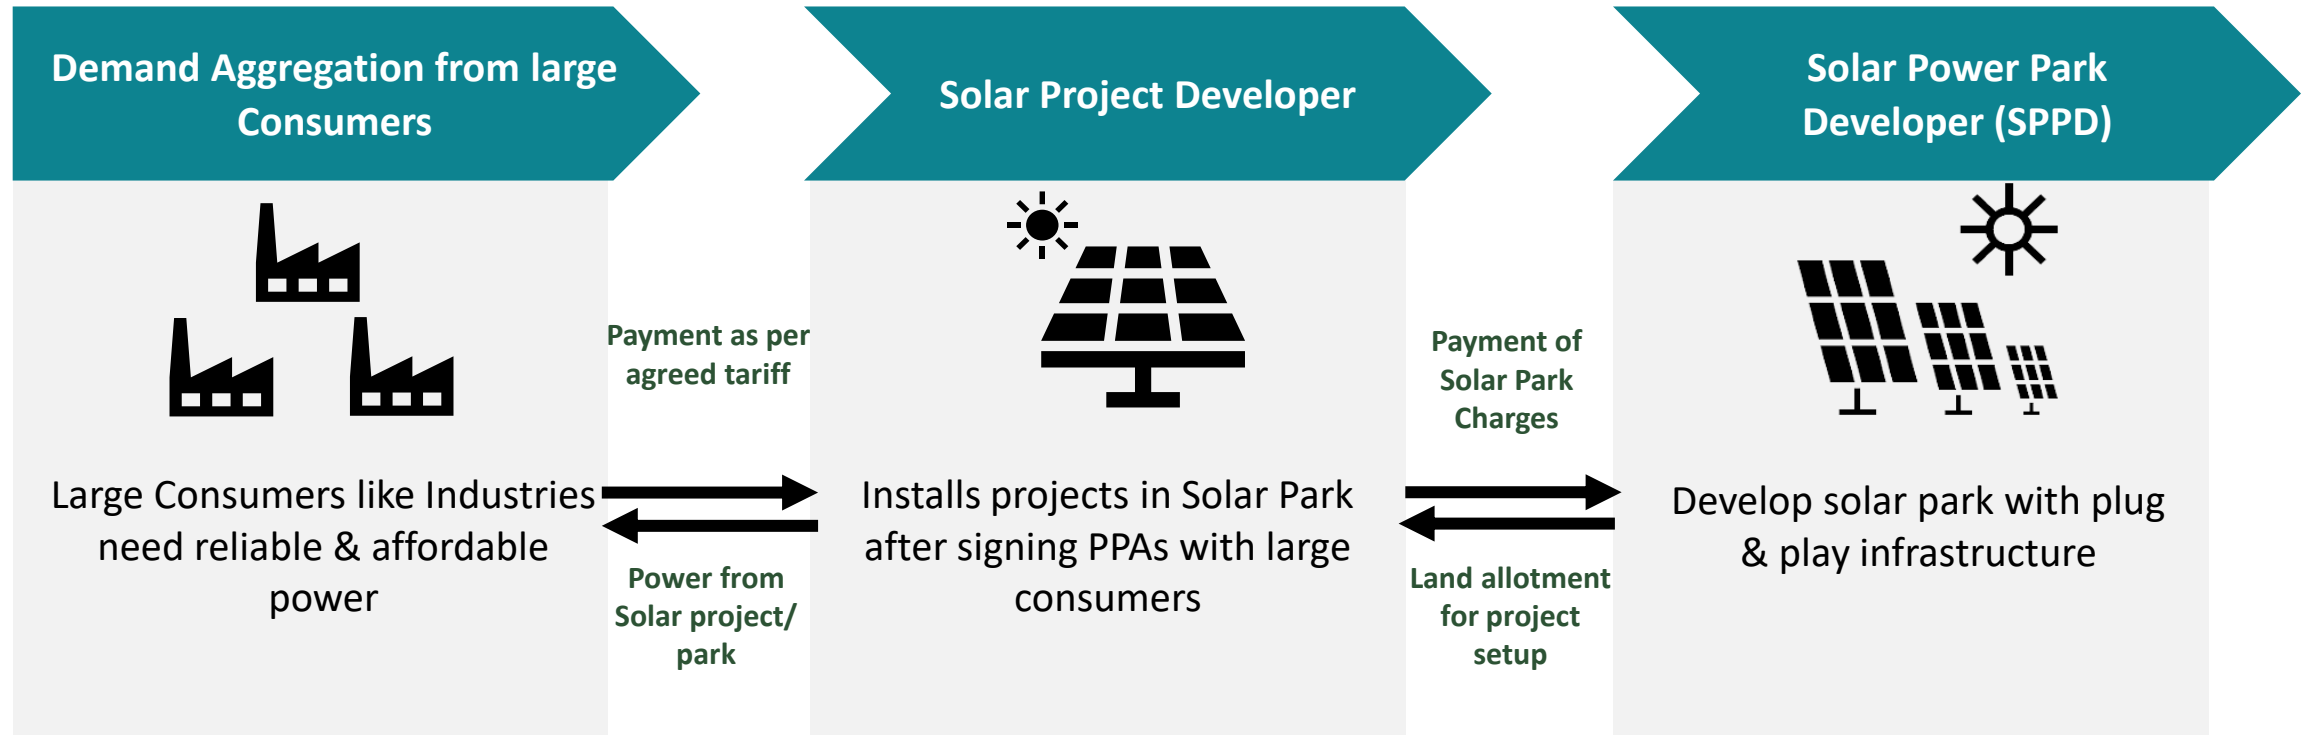 Demand Aggregation from large
Consumers
Solar Project Developer
Solar Power Park
Developer (SPPD)
Payment as per
agreed tariff
Payment of
Solar Park
Charges
Large Consumers like Industries
need reliable & affordable
power
Installs projects in Solar Park
after signing PPAs with large
consumers
Develop solar park with plug
& play infrastructure
Power from
Solar project/
park
Land allotment
for project
setup